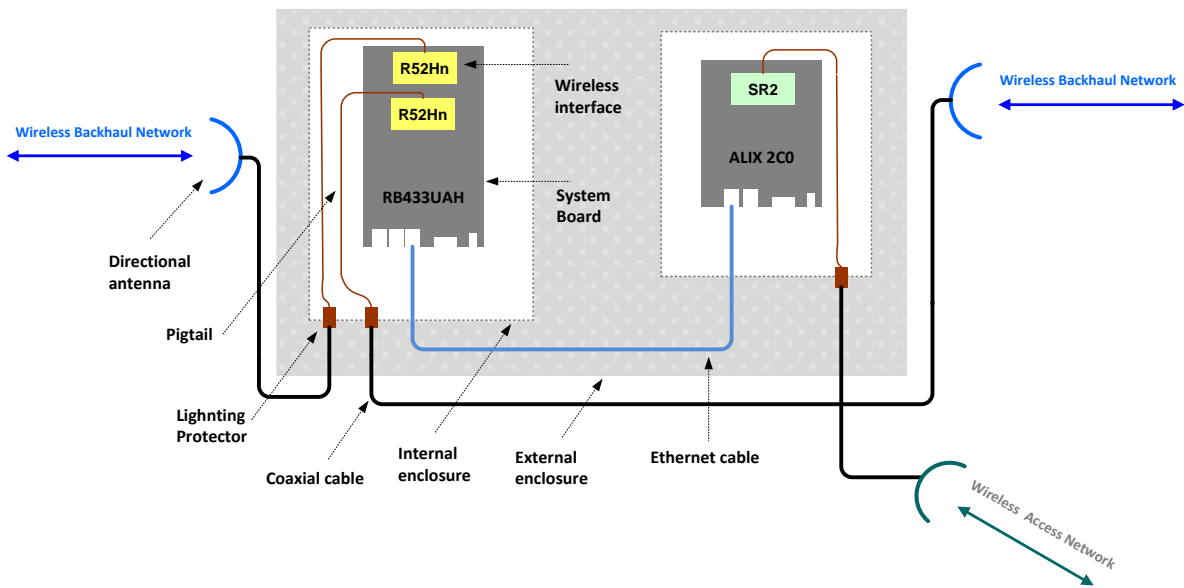 R52Hn
R52Hn
Wireless
interface
SR2
Wireless Backhaul Network
Wireless Backhaul Network
ALIX 2C0
RB433UAH
System
Board
Directional
antenna
Pigtail
Lighnting
Protector
Coaxial cable
Internal
enclosure
External
enclosure
Ethernet cable
Wireless Access Network